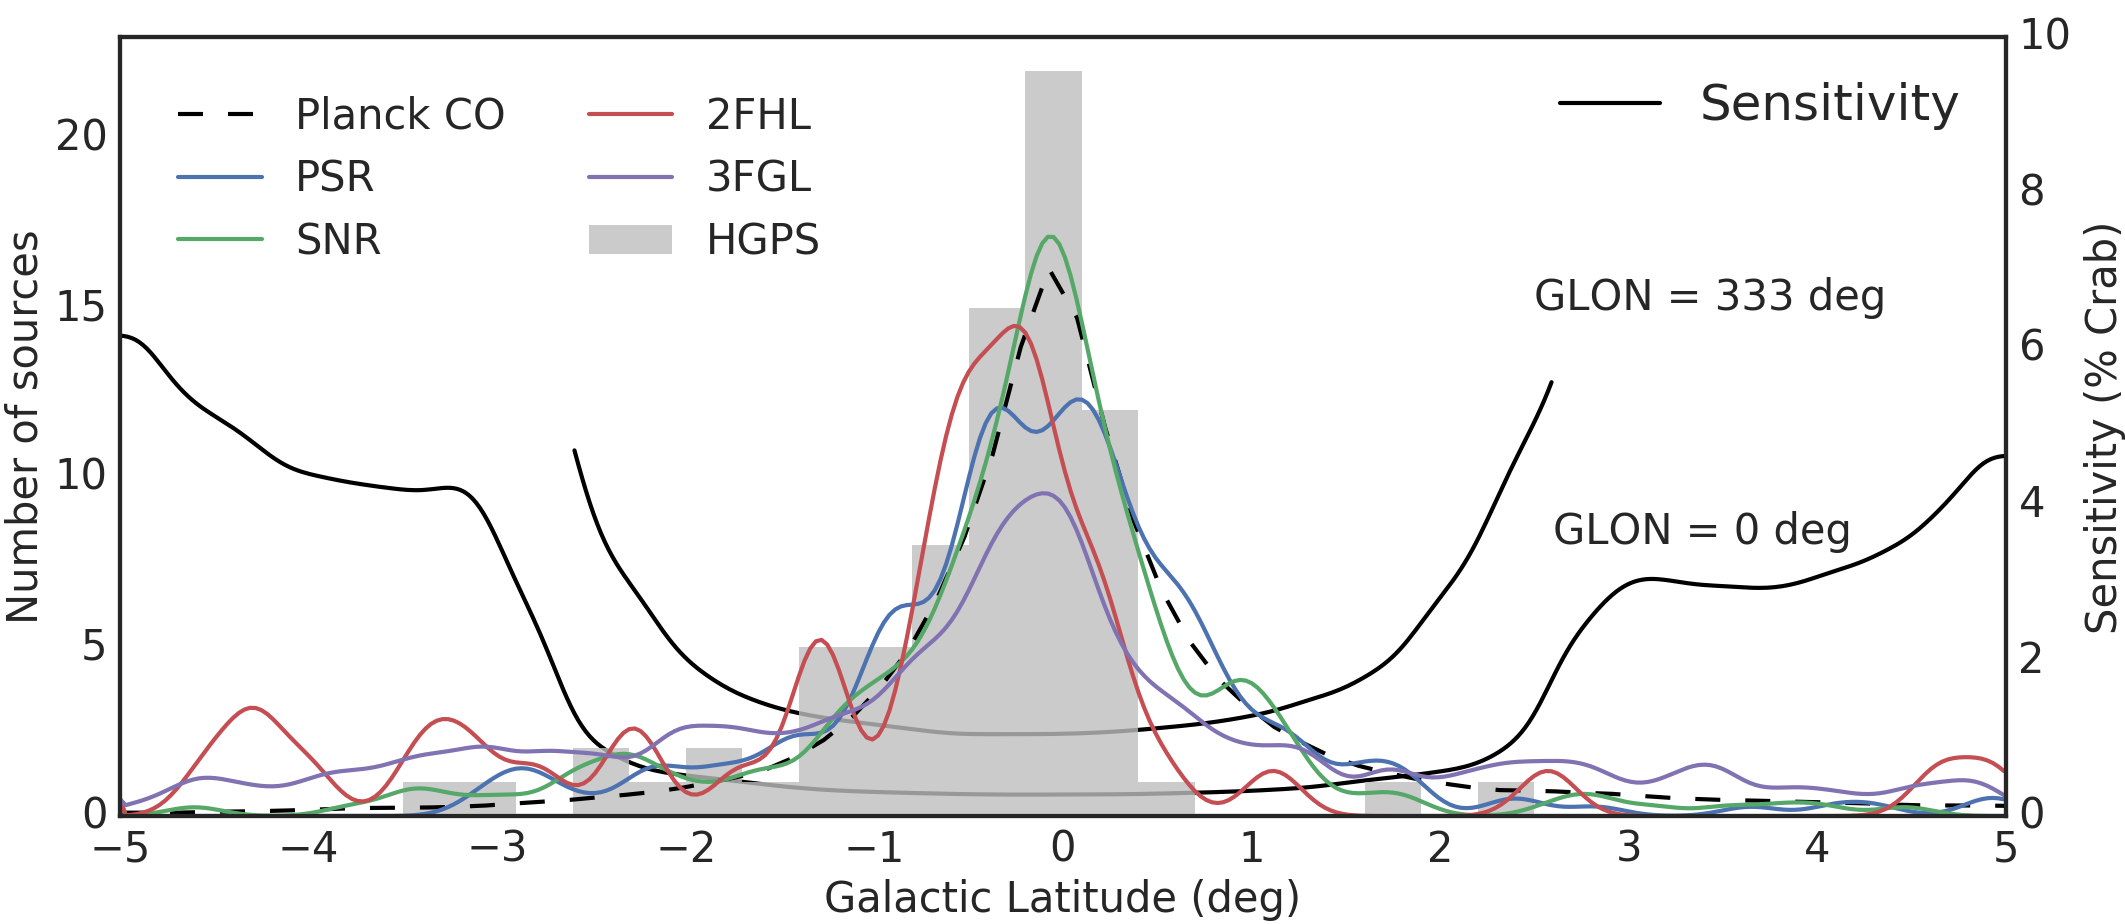 Planck CO
PSR
SNR
2FHL
3FGL
HGPS
Sensitivity
GLON = 333 deg
GLON = 0 deg
Number of sources
20
15
10
5
0
Sensitivity (% Crab)
10
8
6
4
2
0
−5 −4 −3 −2 −1 0 1 2 3 4 5
Galactic Latitude (deg)